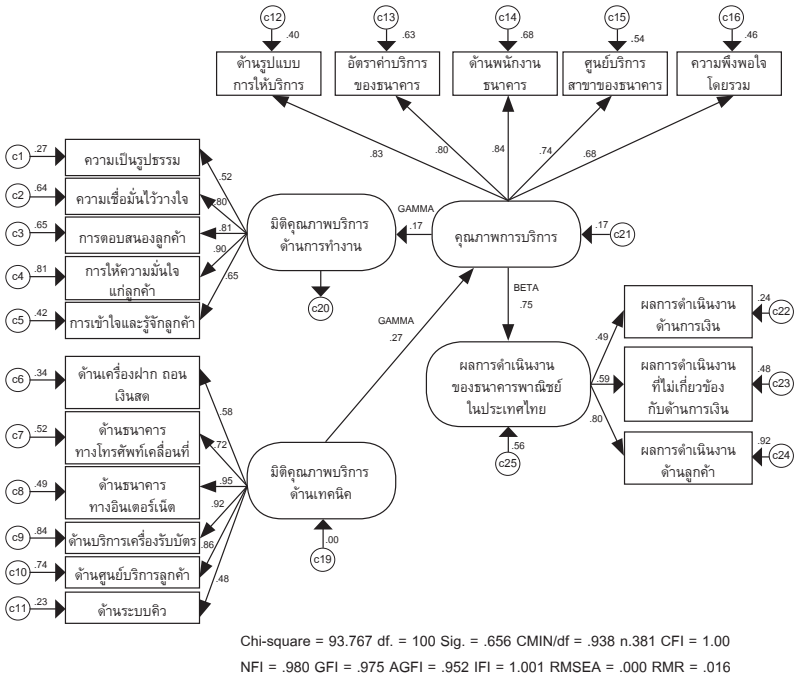 c12
c13
c14
c15
c16
.40
.63
.68
.54
.46
ด้านรูปแบบ
การให้บริการ
อัตราค่าบริการ
ของธนาคาร
ด้านพนักงาน
ธนาคาร
ศูนย์บริการ
สาขาของธนาคาร
ความพึงพอใจ
โดยรวม
.83
.80
.84
.74
.68
c1
.27
ความเป็นรูปธรรม
.52
c2
.64
ความเชื่อมั่นไว้วางใจ
.80
c3
.65
การตอบสนองลูกค้า
.81
c4
.81
การให้ความมั่นใจ
แก่ลูกค้า
.90
c5
.42
การเข้าใจและรู้จักลูกค้า
.65
มิติคุณภาพบริการ
ด้านการทำงาน
c20
GAMMA
.17
คุณภาพการบริการ
.17
c21
GAMMA
.27
BETA
.75
ผลการดำเนินงาน
ของธนาคารพาณิชย์
ในประเทศไทย
.56
c25
.49
ผลการดำเนินงาน
ด้านการเงิน
.24
c22
.59
ผลการดำเนินงาน
ที่ไม่เกี่ยวข้อง
กับด้านการเงิน
.48
c23
.80
ผลการดำเนินงาน
ด้านลูกค้า
.92
c24
c6
.34
ด้านเครื่องฝาก ถอน
เงินสด
.58
c7
.52
ด้านธนาคาร
ทางโทรศัพท์เคลื่อนที่
.72
c8
.49
ด้านธนาคาร
ทางอินเตอร์เน็ต
.95
c9
.84
ด้านบริการเครื่องรับบัตร
.92
c10
.74
ด้านศูนย์บริการลูกค้า
.86
c11
.23
ด้านระบบคิว
.48
มิติคุณภาพบริการ
ด้านเทคนิค
.00
c19
Chi-square = 93.767 df. = 100 Sig. = .656 CMIN/df = .938 n.381 CFI = 1.00
NFI = .980 GFI = .975 AGFI = .952 IFI = 1.001 RMSEA = .000 RMR = .016